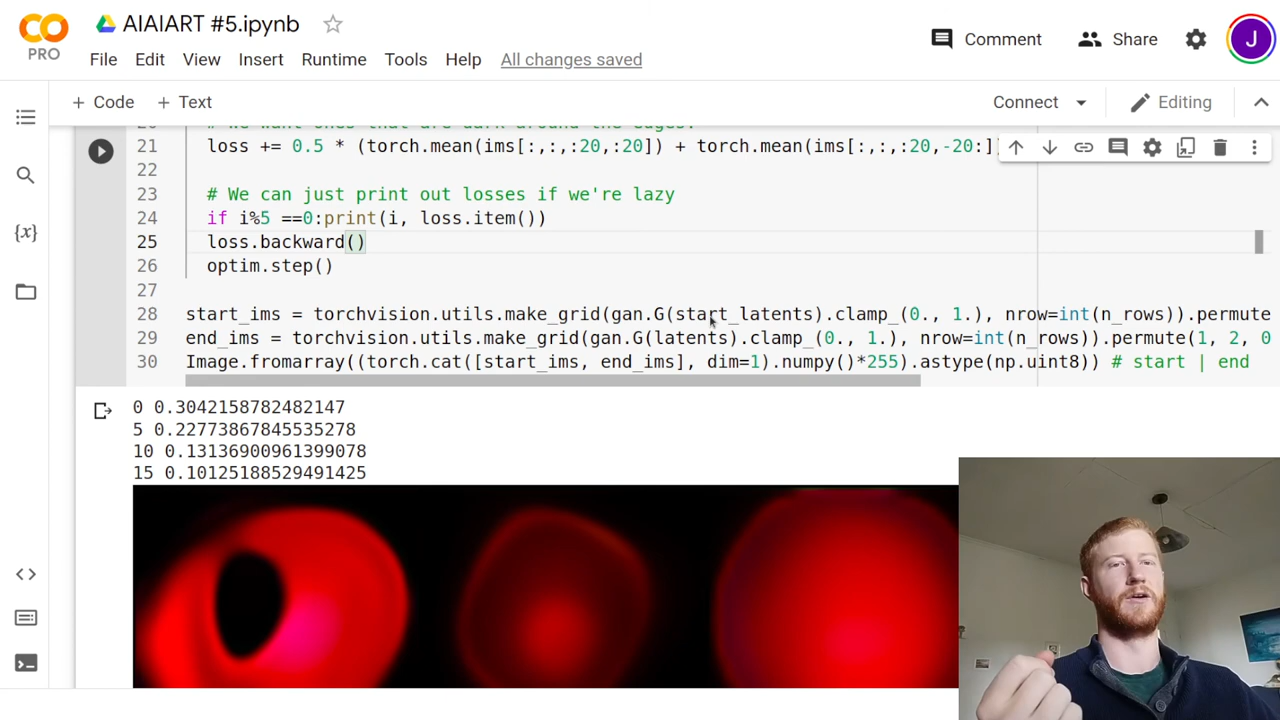 AIAIART #5.ipynb
J
PRO
File Edit View Insert Runtime Tools Help All changes saved
Comment
Share
+ Code + Text
Connect
Editing
21 loss += 0.5 * (torch.mean(ims[:,:,:20,:20]) + torch.mean(ims[:,:,:20,-20:]
22
23 # We can just print out losses if we're lazy
24 if i%5 ==0:print(i, loss.item())
25 loss.backward()
26 optim.step()
27
28 start_ims = torchvision.utils.make_grid(gan.G(start_latents).clamp_(0., 1.), nrow=int(n_rows)).permute
29 end_ims = torchvision.utils.make_grid(gan.G(latents).clamp_(0., 1.), nrow=int(n_rows)).permute(1, 2, 0
30 Image.fromarray((torch.cat([start_ims, end_ims], dim=1).numpy()*255).astype(np.uint8)) # start | end
0 0.3042158782482147
5 0.22773867845535278
10 0.13136900961399078
15 0.10125188529491425
{x}